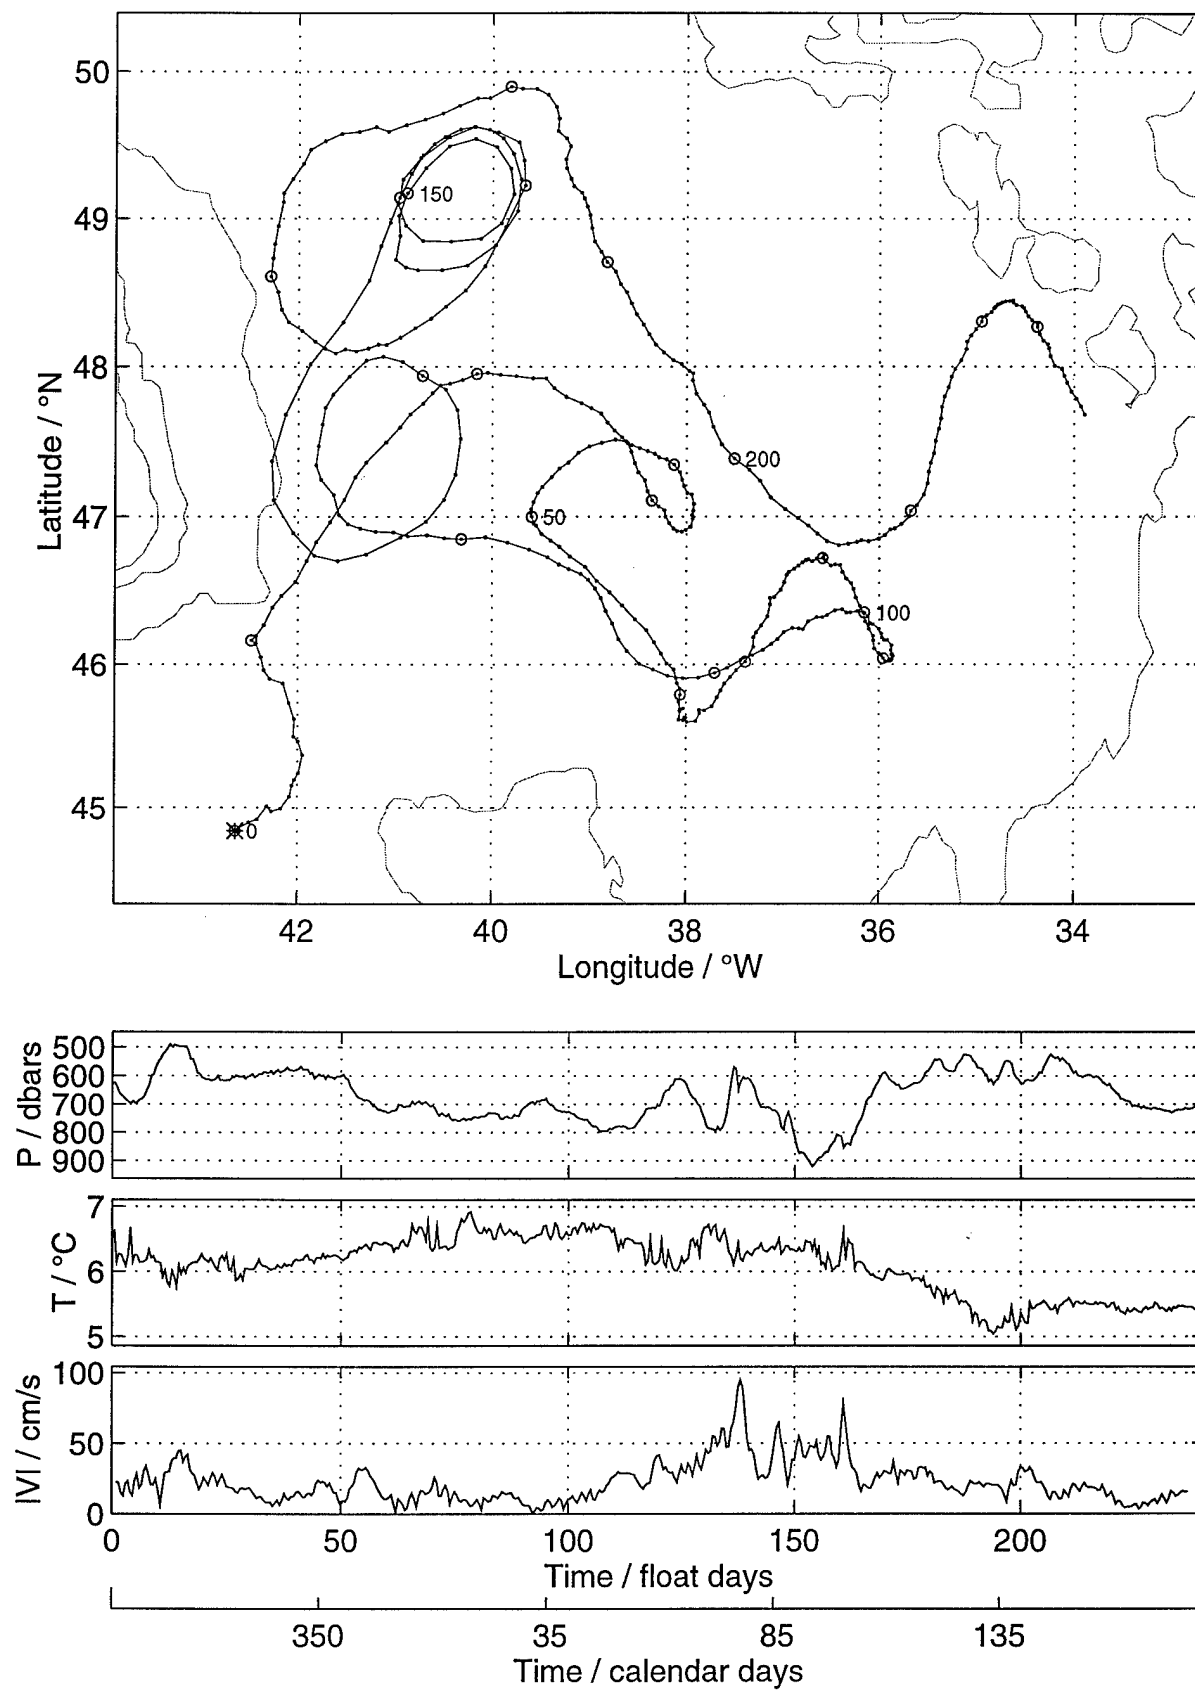 50
49
48
47
46
45
Latitude / °N
150
50
200
100
0
42 40 38 36 34
Longitude / °W
500
600
700
800
900
P / dbars
7
6
5
T / °C
100
50
0
|V| / cm/s
0 50 100 150 200
Time / float days
350 35 85 135
Time / calendar days